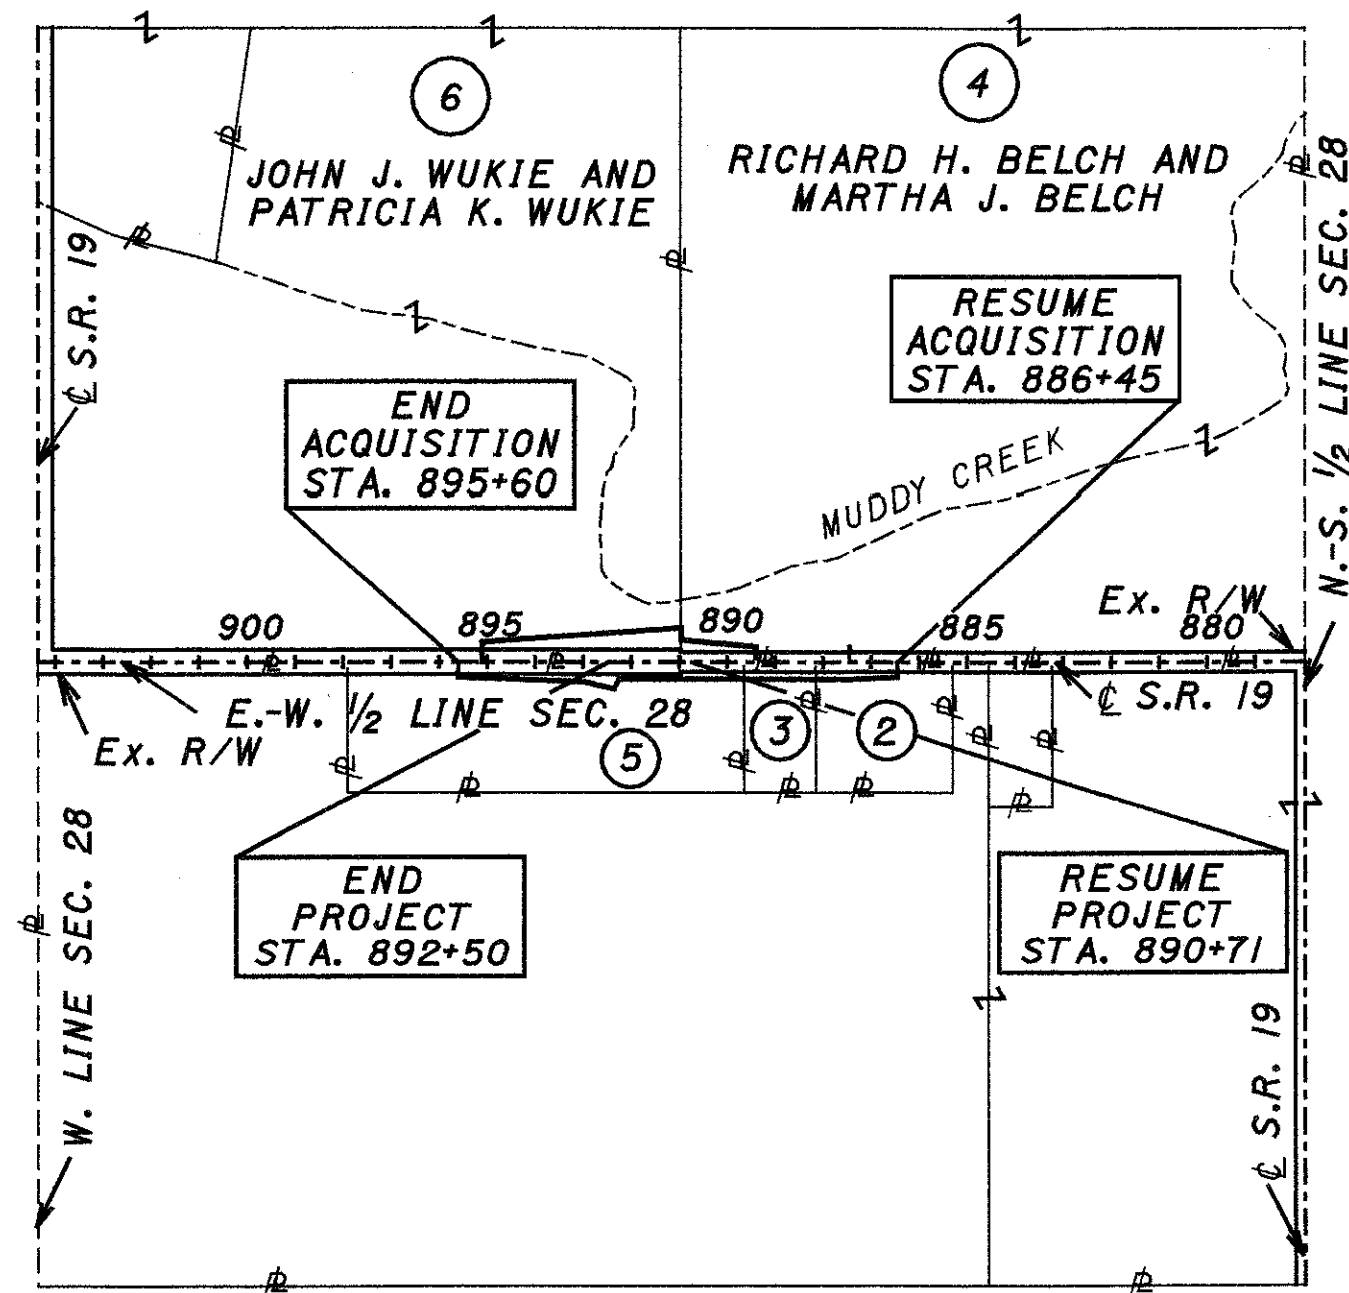 6
4
JOHN J. WUKIE AND
PATRICIA K. WUKIE
RICHARD H. BELCH AND
MARTHA J. BELCH
℄ S.R. 19
N.-S. 1/2 LINE SEC. 28
RESUME
ACQUISITION
STA. 886+45
END
ACQUISITION
STA. 895+60
MUDDY CREEK
Ex. R/W
900
895
890
885
880
E.-W. 1/2 LINE SEC. 28
℄ S.R. 19
Ex. R/W
5
3
2
W. LINE SEC. 28
END
PROJECT
STA. 892+50
RESUME
PROJECT
STA. 890+71
℄ S.R. 19